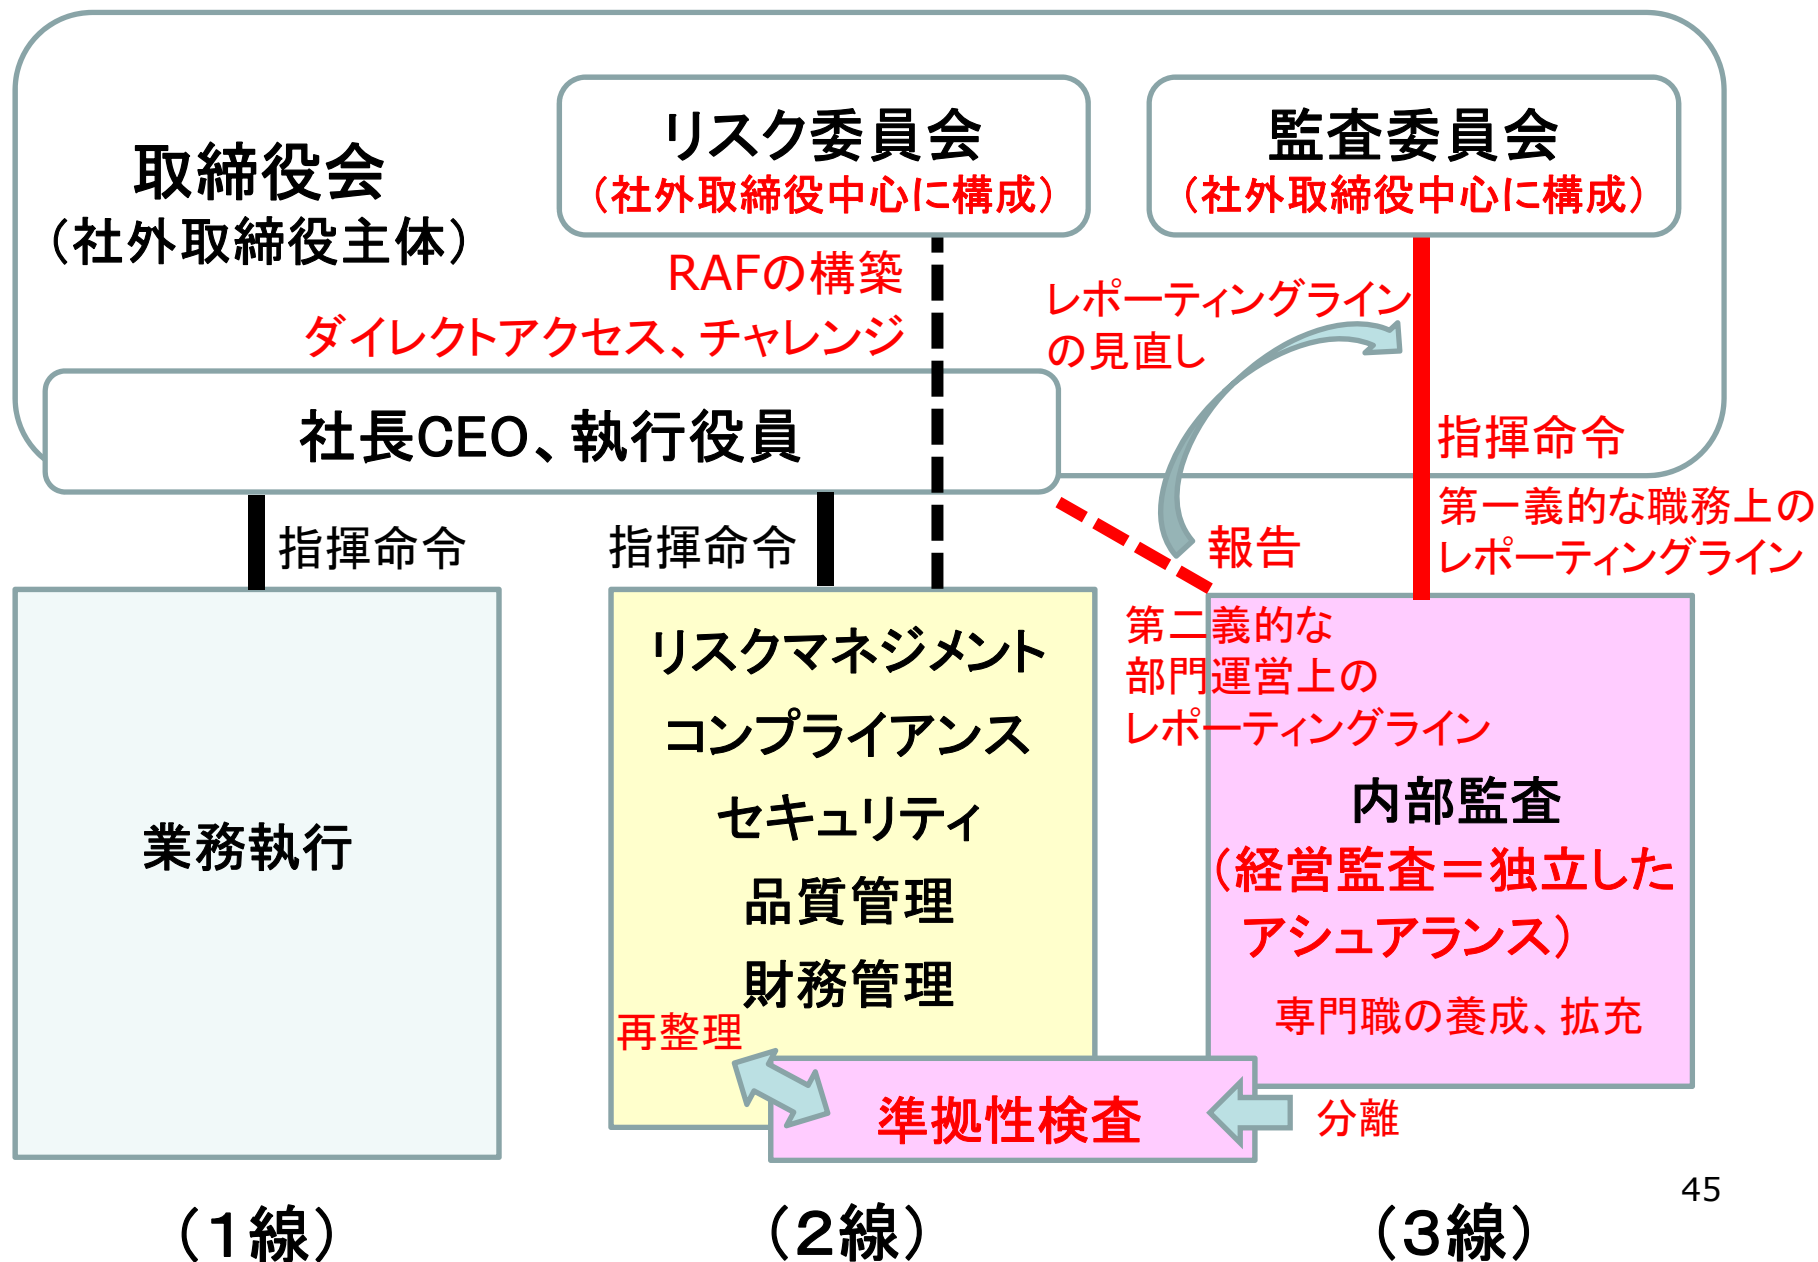 取締役会
（社外取締役主体）
リスク委員会
（社外取締役中心に構成）
監査委員会
（社外取締役中心に構成）
RAFの構築
ダイレクトアクセス、チャレンジ
レポーティングライン
の見直し
社長CEO、執行役員
指揮命令
第一義的な職務上の
レポーティングライン
指揮命令
指揮命令
報告
第二義的な
部門運営上の
レポーティングライン
業務執行
リスクマネジメント
コンプライアンス
セキュリティ
品質管理
財務管理
再整理
内部監査
（経営監査＝独立した
アシュアランス）
専門職の養成、拡充
準拠性検査
分離
（１線）
（２線）
（３線）
45